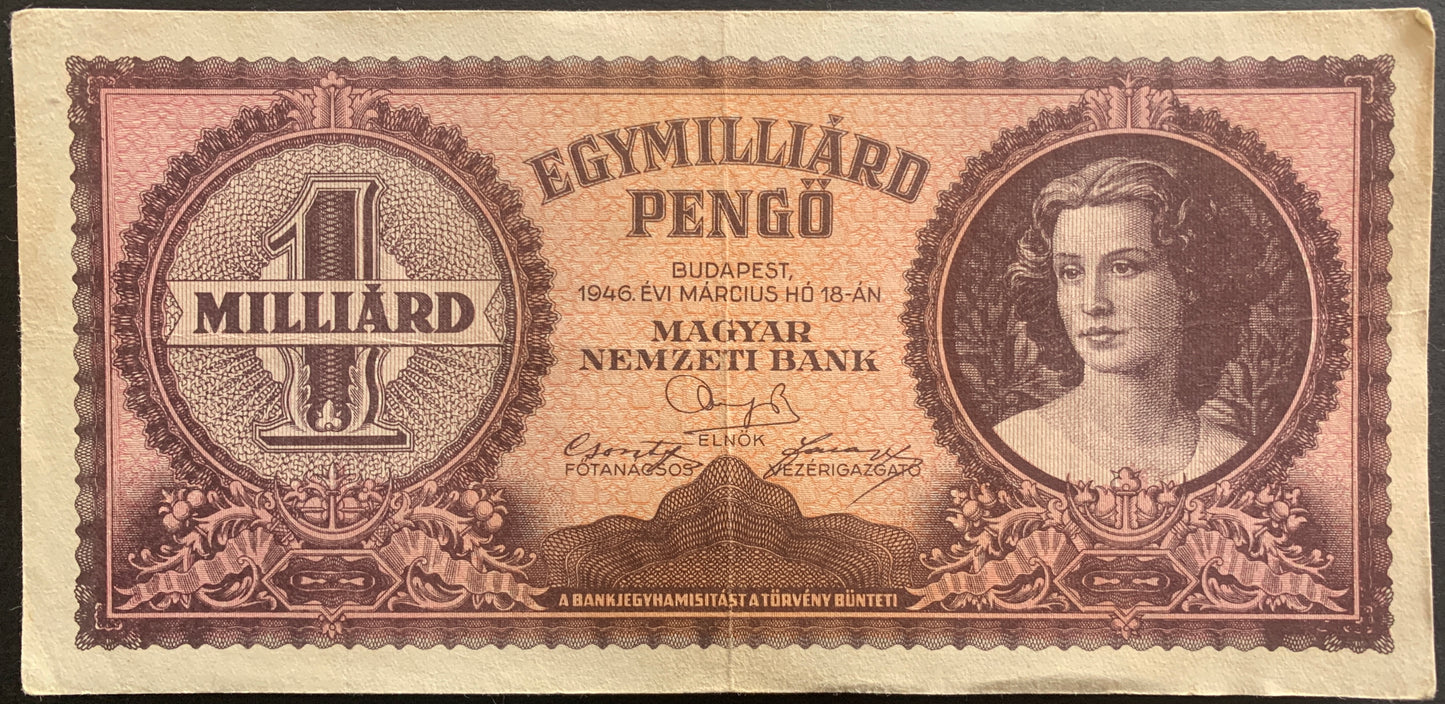 1
MILLIÁRD
EGYMILLIÁRD
PENGŐ
BUDAPEST,
1946. ÉVI MÁRCIUS HÓ 18-ÁN
MAGYAR
NEMZETI BANK
ELNÖK
FŐTANÁCSOS
VEZÉRIGAZGATÓ
A BANKJEGYHAMISITÁST A TÖRVÉNY BÜNTETI